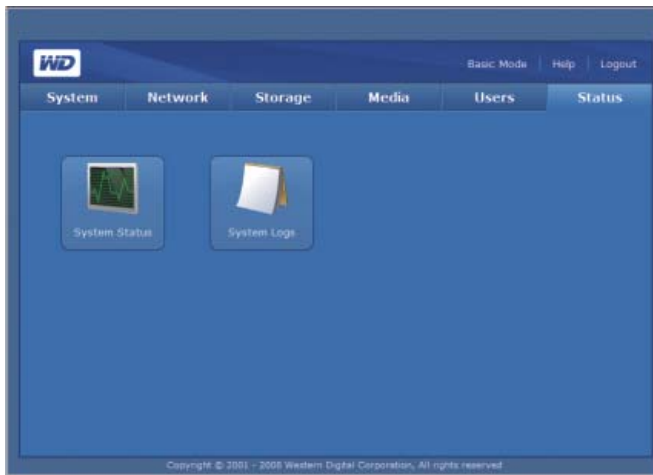 WD
Basic Mode | Help | Logout
System Network Storage Media Users Status
System Status System Logs
Copyright © 2001 - 2008 Western Digital Corporation, All rights reserved